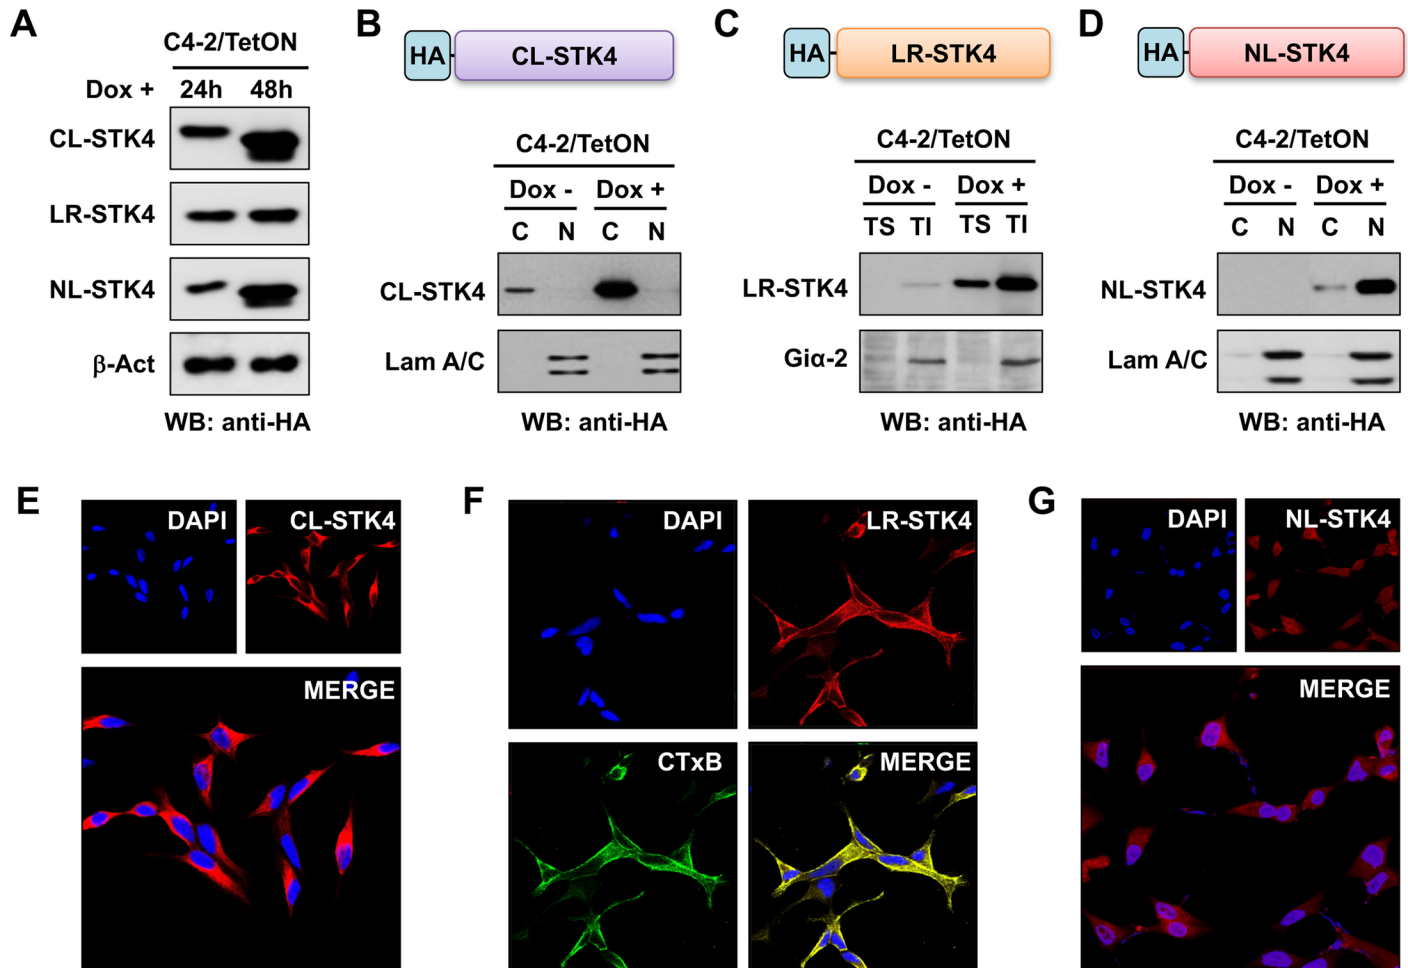 A
C4-2/TetON
Dox + 24h 48h
CL-STK4
LR-STK4
NL-STK4
β-Act
WB: anti-HA
B
HA CL-STK4
C4-2/TetON
Dox - Dox +
C N C N
CL-STK4
Lam A/C
WB: anti-HA
C
HA LR-STK4
C4-2/TetON
Dox - Dox +
TS TI TS TI
LR-STK4
Giα-2
WB: anti-HA
D
HA NL-STK4
C4-2/TetON
Dox - Dox +
C N C N
NL-STK4
Lam A/C
WB: anti-HA
E
DAPI CL-STK4
MERGE
F
DAPI LR-STK4
CTxB MERGE
G
DAPI NL-STK4
MERGE